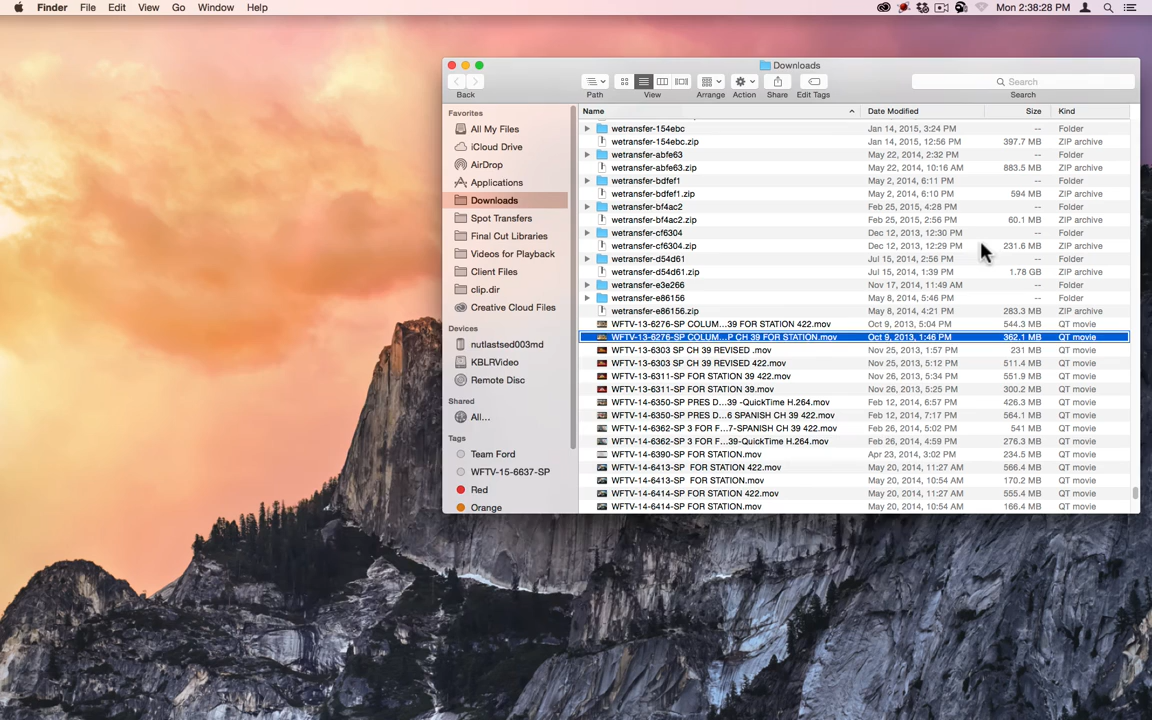 Finder File Edit View Go Window Help Mon 2:38:28 PM
Downloads
Back Path View Arrange Action Share Edit Tags Search
Search
Favorites
All My Files
iCloud Drive
AirDrop
Applications
Downloads
Spot Transfers
Final Cut Libraries
Videos for Playback
Client Files
clip.dir
Creative Cloud Files
Devices
nutlastsed003md
KBLRVideo
Remote Disc
Shared
All...
Tags
Team Ford
WFTV-15-6637-SP
Red
Orange
Name Date Modified Size Kind
wetransfer-154ebc Jan 14, 2015, 3:24 PM -- Folder
wetransfer-154ebc.zip Jan 14, 2015, 12:56 PM 397.7 MB ZIP archive
wetransfer-abfe63 May 22, 2014, 2:32 PM -- Folder
wetransfer-abfe63.zip May 22, 2014, 10:16 AM 883.5 MB ZIP archive
wetransfer-bdfef1 May 2, 2014, 6:11 PM -- Folder
wetransfer-bdfef1.zip May 2, 2014, 6:10 PM 594 MB ZIP archive
wetransfer-bf4ac2 Feb 25, 2015, 4:28 PM -- Folder
wetransfer-bf4ac2.zip Feb 25, 2015, 2:56 PM 60.1 MB ZIP archive
wetransfer-cf6304 Dec 12, 2013, 12:30 PM -- Folder
wetransfer-cf6304.zip Dec 12, 2013, 12:29 PM 231.6 MB ZIP archive
wetransfer-d54d61 Jul 15, 2014, 2:56 PM -- Folder
wetransfer-d54d61.zip Jul 15, 2014, 1:39 PM 1.78 GB ZIP archive
wetransfer-e3e266 Nov 17, 2014, 11:49 AM -- Folder
wetransfer-e86156 May 8, 2014, 5:46 PM -- Folder
wetransfer-e86156.zip May 8, 2014, 4:21 PM 283.3 MB ZIP archive
WFTV-13-6276-SP COLUM...39 FOR STATION 422.mov Oct 9, 2013, 5:04 PM 544.3 MB QT movie
WFTV-13-6276-SP COLUM...P CH 39 FOR STATION.mov Oct 9, 2013, 1:46 PM 362.1 MB QT movie
WFTV-13-6303 SP CH 39 REVISED .mov Nov 25, 2013, 1:57 PM 231 MB QT movie
WFTV-13-6303 SP CH 39 REVISED 422.mov Nov 25, 2013, 5:12 PM 511.4 MB QT movie
WFTV-13-6311-SP FOR STATION 39 422.mov Nov 26, 2013, 5:34 PM 551.9 MB QT movie
WFTV-13-6311-SP FOR STATION 39.mov Nov 26, 2013, 5:25 PM 300.2 MB QT movie
WFTV-14-6350-SP PRES D...39 -QuickTime H.264.mov Feb 12, 2014, 6:57 PM 426.3 MB QT movie
WFTV-14-6350-SP PRES D...6 SPANISH CH 39 422.mov Feb 12, 2014, 7:17 PM 564.1 MB QT movie
WFTV-14-6362-SP 3 FOR F...7-SPANISH CH 39 422.mov Feb 26, 2014, 5:02 PM 541 MB QT movie
WFTV-14-6362-SP 3 FOR F...39-QuickTime H.264.mov Feb 26, 2014, 4:59 PM 276.3 MB QT movie
WFTV-14-6390-SP FOR STATION.mov Apr 23, 2014, 3:02 PM 234.5 MB QT movie
WFTV-14-6413-SP FOR STATION 422.mov May 20, 2014, 11:27 AM 566.4 MB QT movie
WFTV-14-6413-SP FOR STATION.mov May 20, 2014, 10:54 AM 170.2 MB QT movie
WFTV-14-6414-SP FOR STATION 422.mov May 20, 2014, 11:27 AM 555.4 MB QT movie
WFTV-14-6414-SP FOR STATION.mov May 20, 2014, 10:54 AM 166.4 MB QT movie